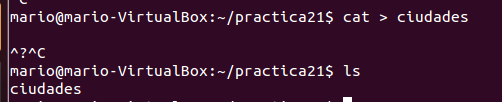 ^C
mario@mario-VirtualBox:~/practica21$ cat > ciudades
^?^C
mario@mario-VirtualBox:~/practica21$ ls
ciudades